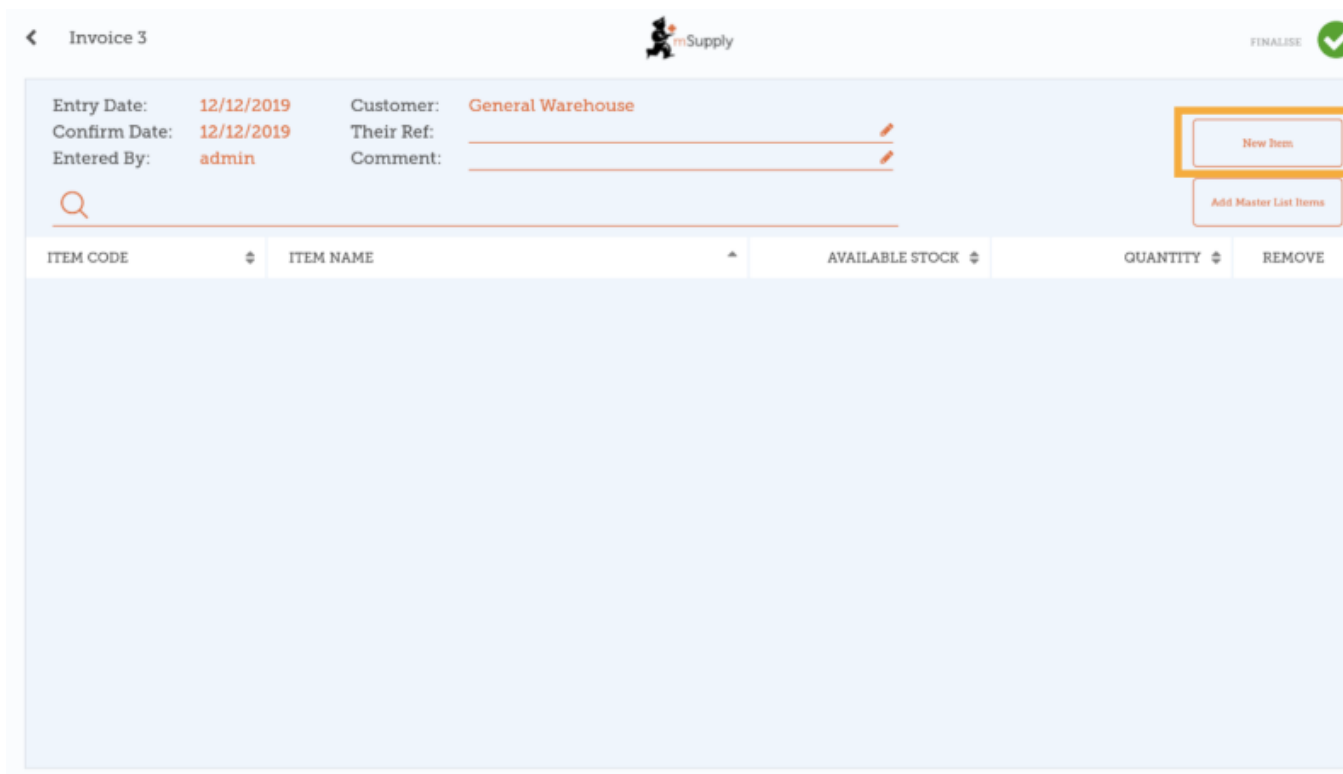 Invoice 3
mSupply
FINALISE
Entry Date: 12/12/2019 Customer: General Warehouse
Confirm Date: 12/12/2019 Their Ref:
Entered By: admin Comment:
New Item
Add Master List Items
ITEM CODE ITEM NAME AVAILABLE STOCK QUANTITY REMOVE